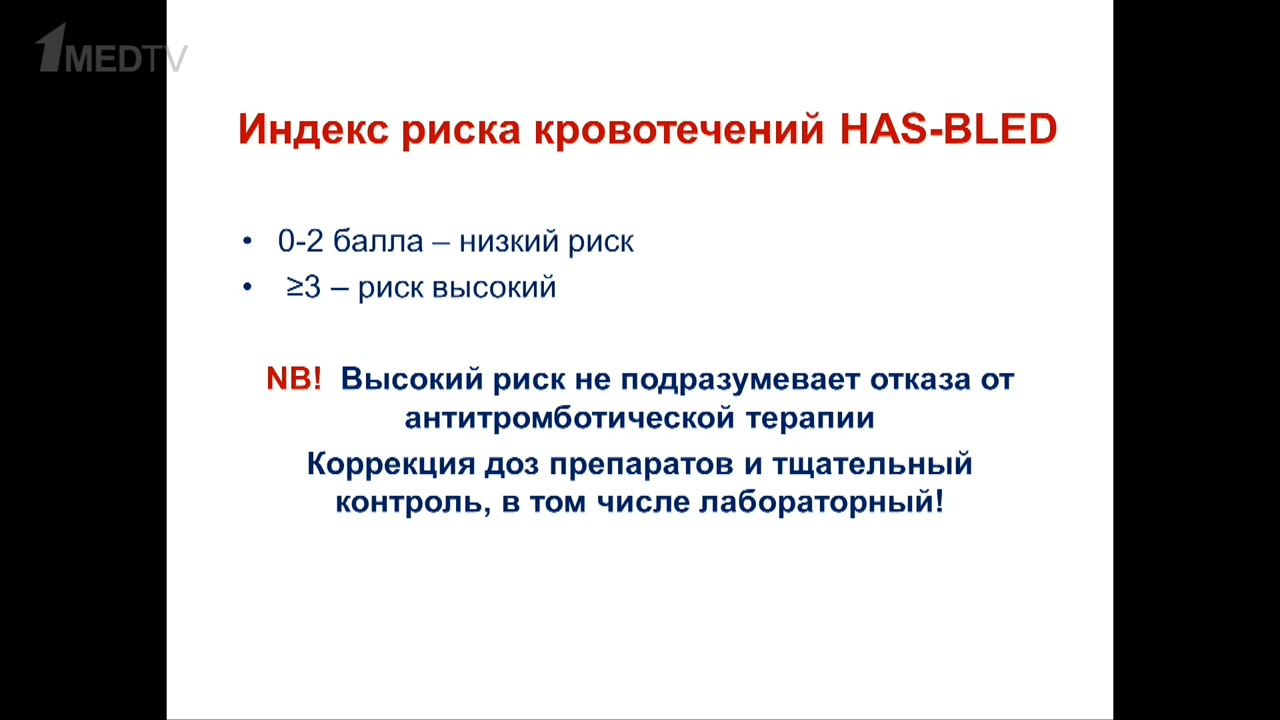 1MEDTV
Индекс риска кровотечений HAS-BLED
• 0-2 балла – низкий риск
• ≥3 – риск высокий
NB! Высокий риск не подразумевает отказа от
антитромботической терапии
Коррекция доз препаратов и тщательный
контроль, в том числе лабораторный!